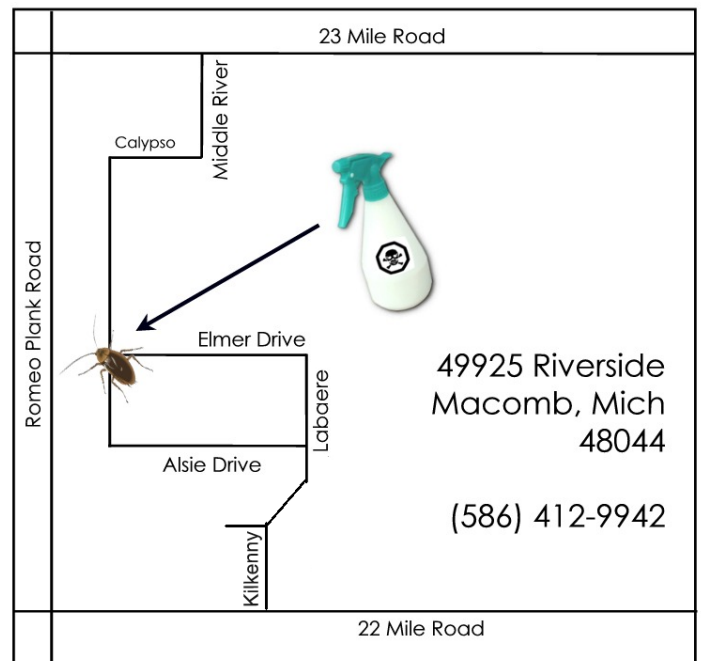 23 Mile Road
Middle River
Calypso
Romeo Plank Road
Elmer Drive
Labaere
49925 Riverside
Macomb, Mich
48044
Alsie Drive
(586) 412-9942
Kilkenny
22 Mile Road